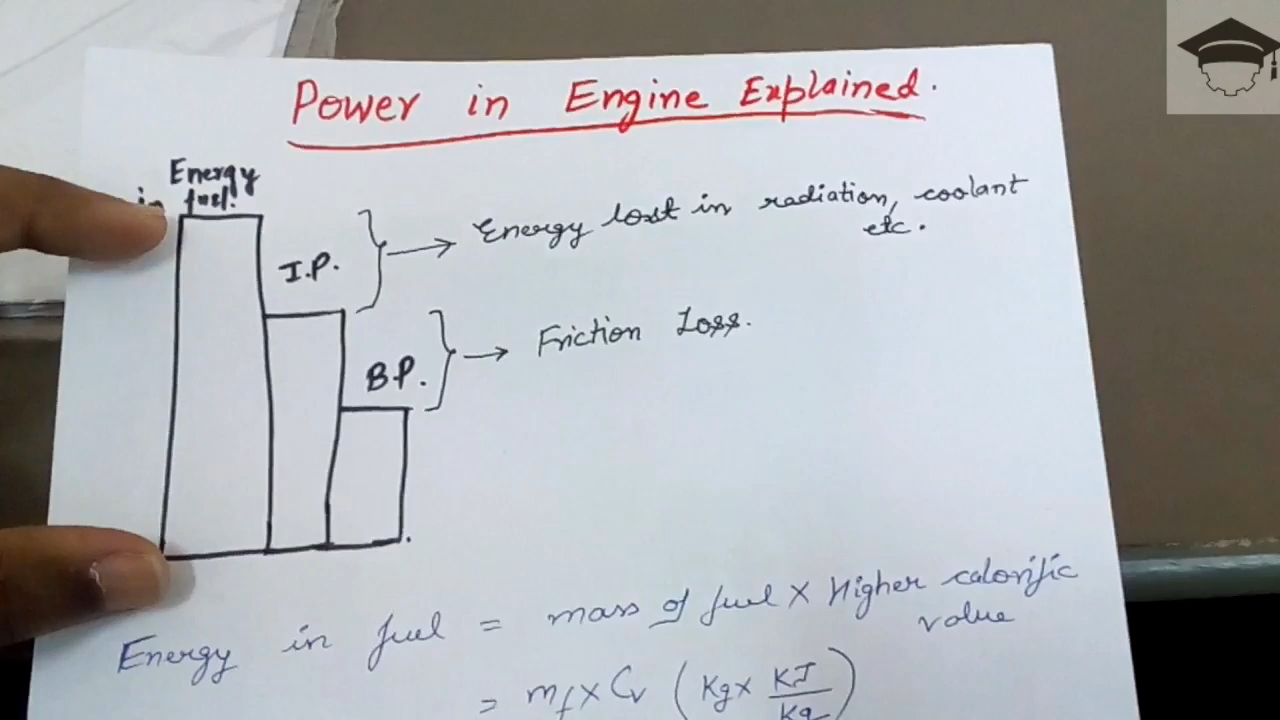 Power in Engine Explained.
Energy
in fuel.
I.P.
Energy lost in radiation, coolant
etc.
B.P.
Friction Loss.
Energy in fuel = mass of fuel X Higher calorific
value
= mf x Cv (Kg x KJ/Kg)